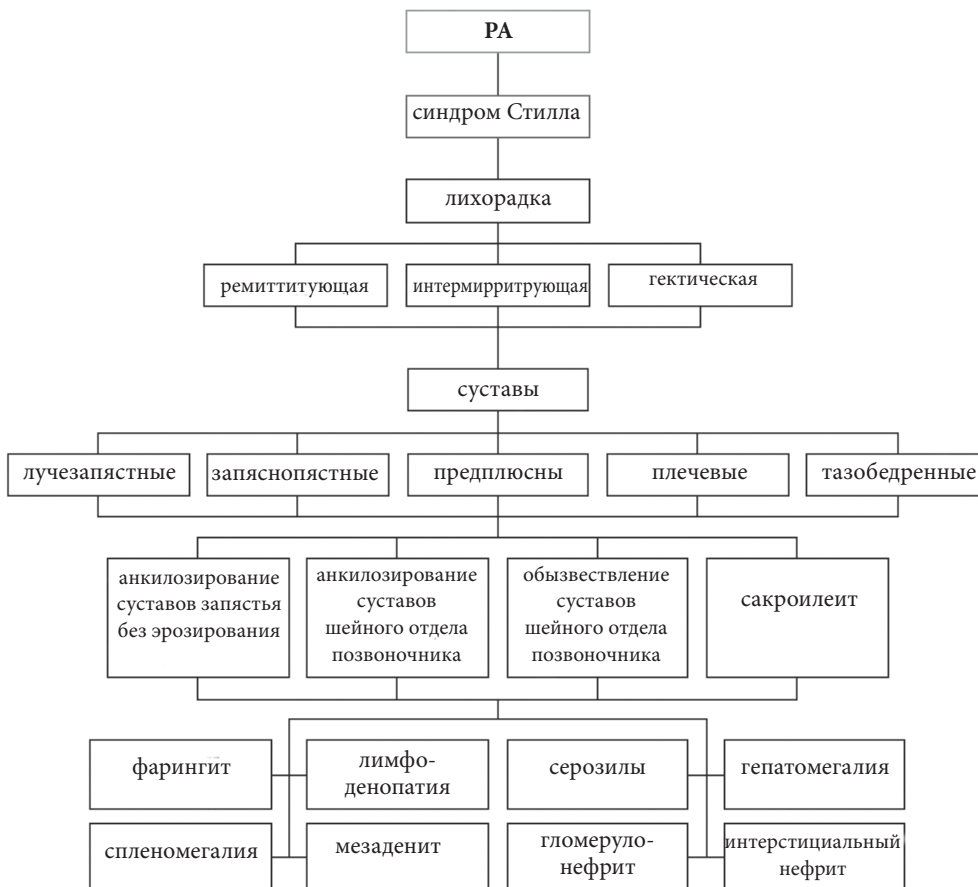 РА
синдром Стилла
лихорадка
ремиттитующая
интермирритрующая
гектическая
суставы
лучезапястные
запяснопястные
предплюсны
плечевые
тазобедренные
анкилозирование
суставов запястья
без эрозирования
анкилозирование
суставов
шейного отдела
позвоночника
обызвествление
суставов
шейного отдела
позвоночника
сакроилеит
фарингит
лимфо-
денопатия
серозилы
гепатомегалия
спленомегалия
мезаденит
гломеруло-
нефрит
интерстициальный
нефрит